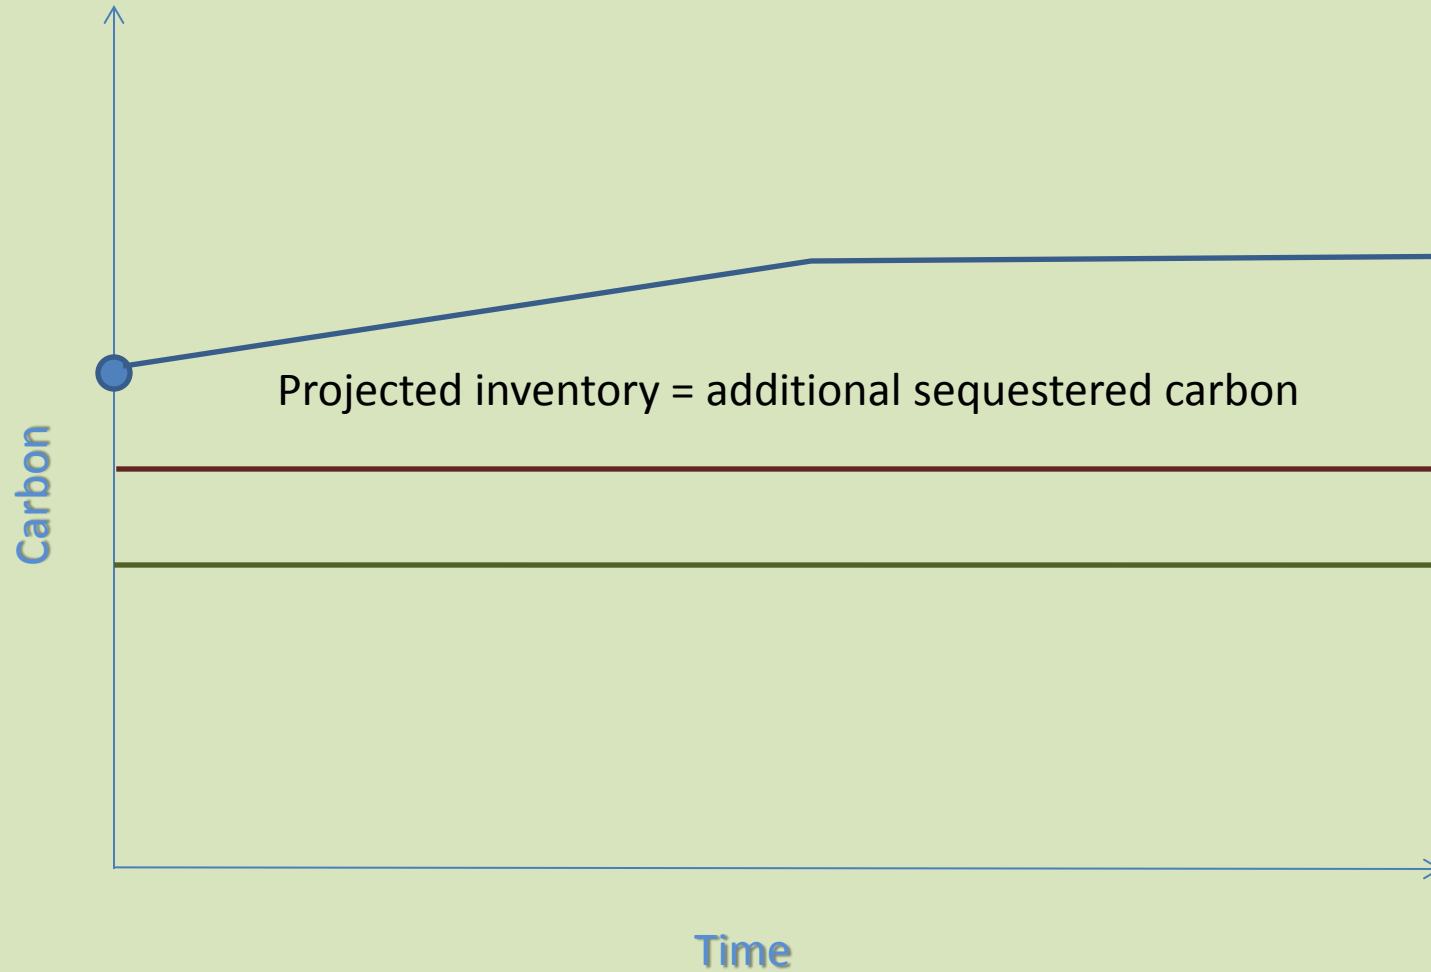 Projected inventory = additional sequestered carbon
Carbon
Time